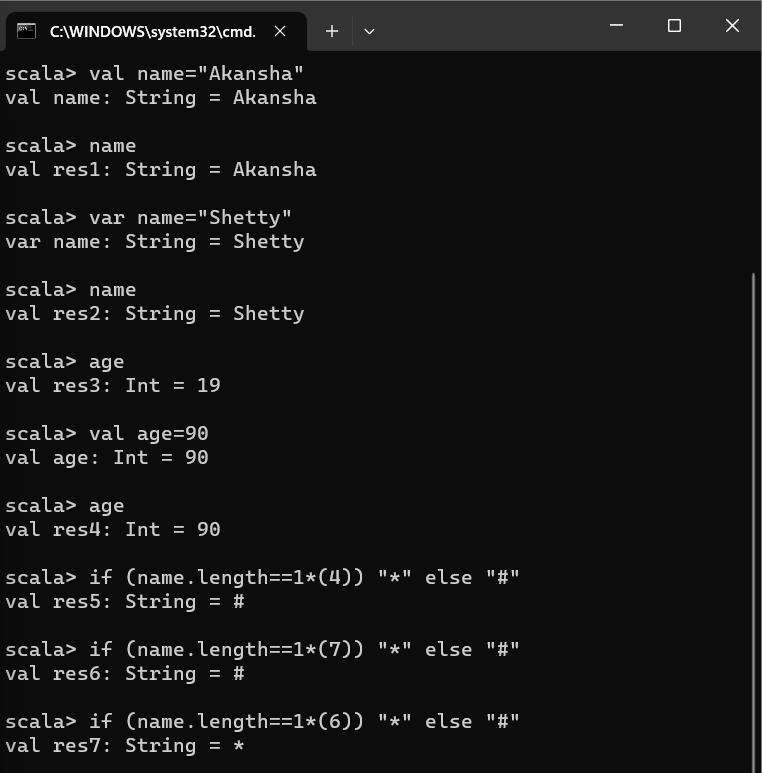 C:\WINDOWS\system32\cmd.
scala> val name="Akansha"
val name: String = Akansha
scala> name
val res1: String = Akansha
scala> var name="Shetty"
var name: String = Shetty
scala> name
val res2: String = Shetty
scala> age
val res3: Int = 19
scala> val age=90
val age: Int = 90
scala> age
val res4: Int = 90
scala> if (name.length==1*(4)) "*" else "#"
val res5: String = #
scala> if (name.length==1*(7)) "*" else "#"
val res6: String = #
scala> if (name.length==1*(6)) "*" else "#"
val res7: String = *